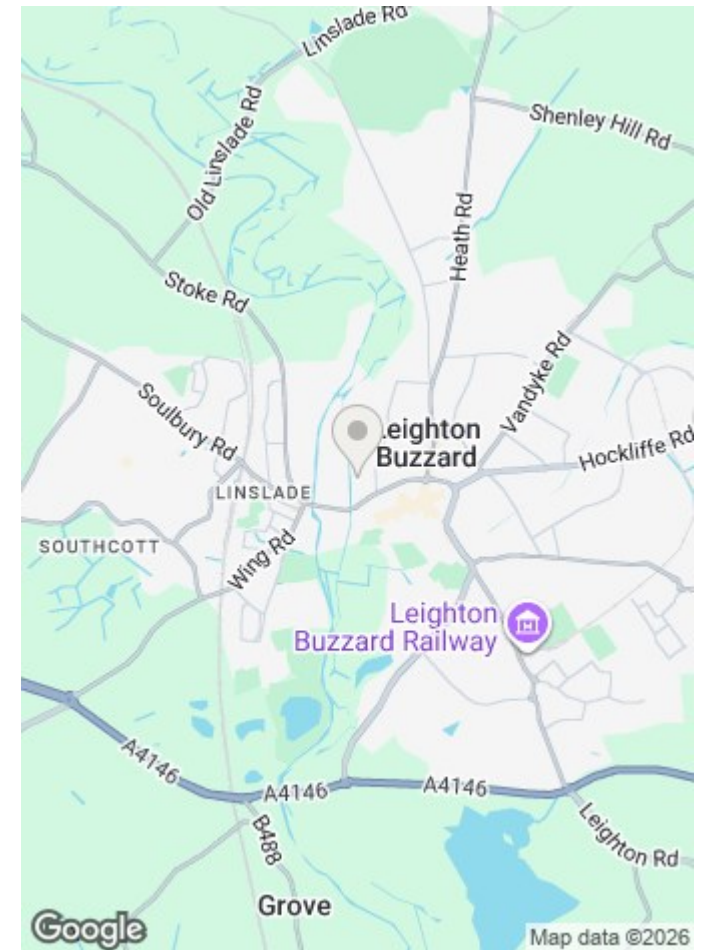 Linslade Rd
Shenley Hill Rd
Old Linslade Rd
Heath Rd
Stoke Rd
Vandyke Rd
Soulbury Rd
eighton
Buzzard
Hockliffe Rd
LINSLADE
SOUTHCOTT
Wing Rd
Leighton
Buzzard Railway
A4146
A4146
A4146
B488
Leighton Rd
Grove
Google
Map data ©2026